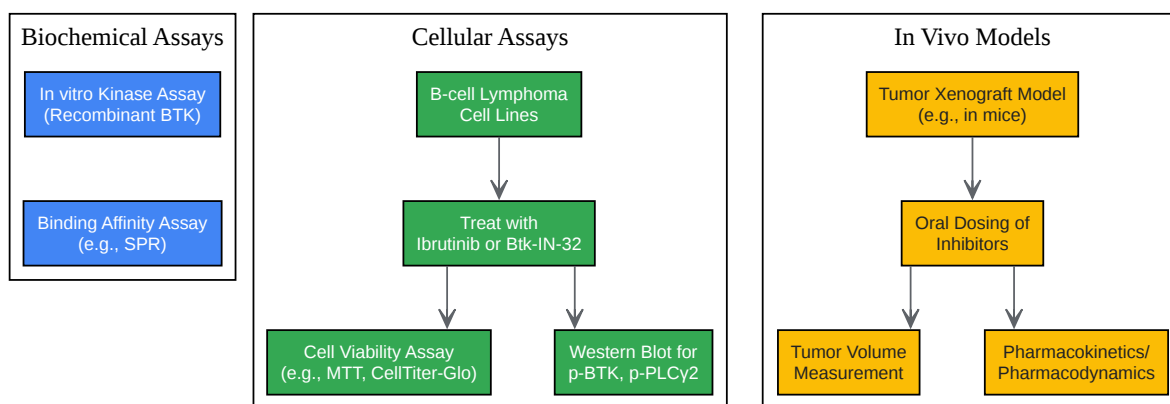 Biochemical Assays
In vitro Kinase Assay
(Recombinant BTK)
Binding Affinity Assay
(e.g., SPR)
Cellular Assays
B-cell Lymphoma
Cell Lines
Treat with
Ibrutinib or Btk-IN-32
Cell Viability Assay
(e.g., MTT, CellTiter-Glo)
Western Blot for
p-BTK, p-PLCγ2
In Vivo Models
Tumor Xenograft Model
(e.g., in mice)
Oral Dosing of
Inhibitors
Tumor Volume
Measurement
Pharmacokinetics/
Pharmacodynamics